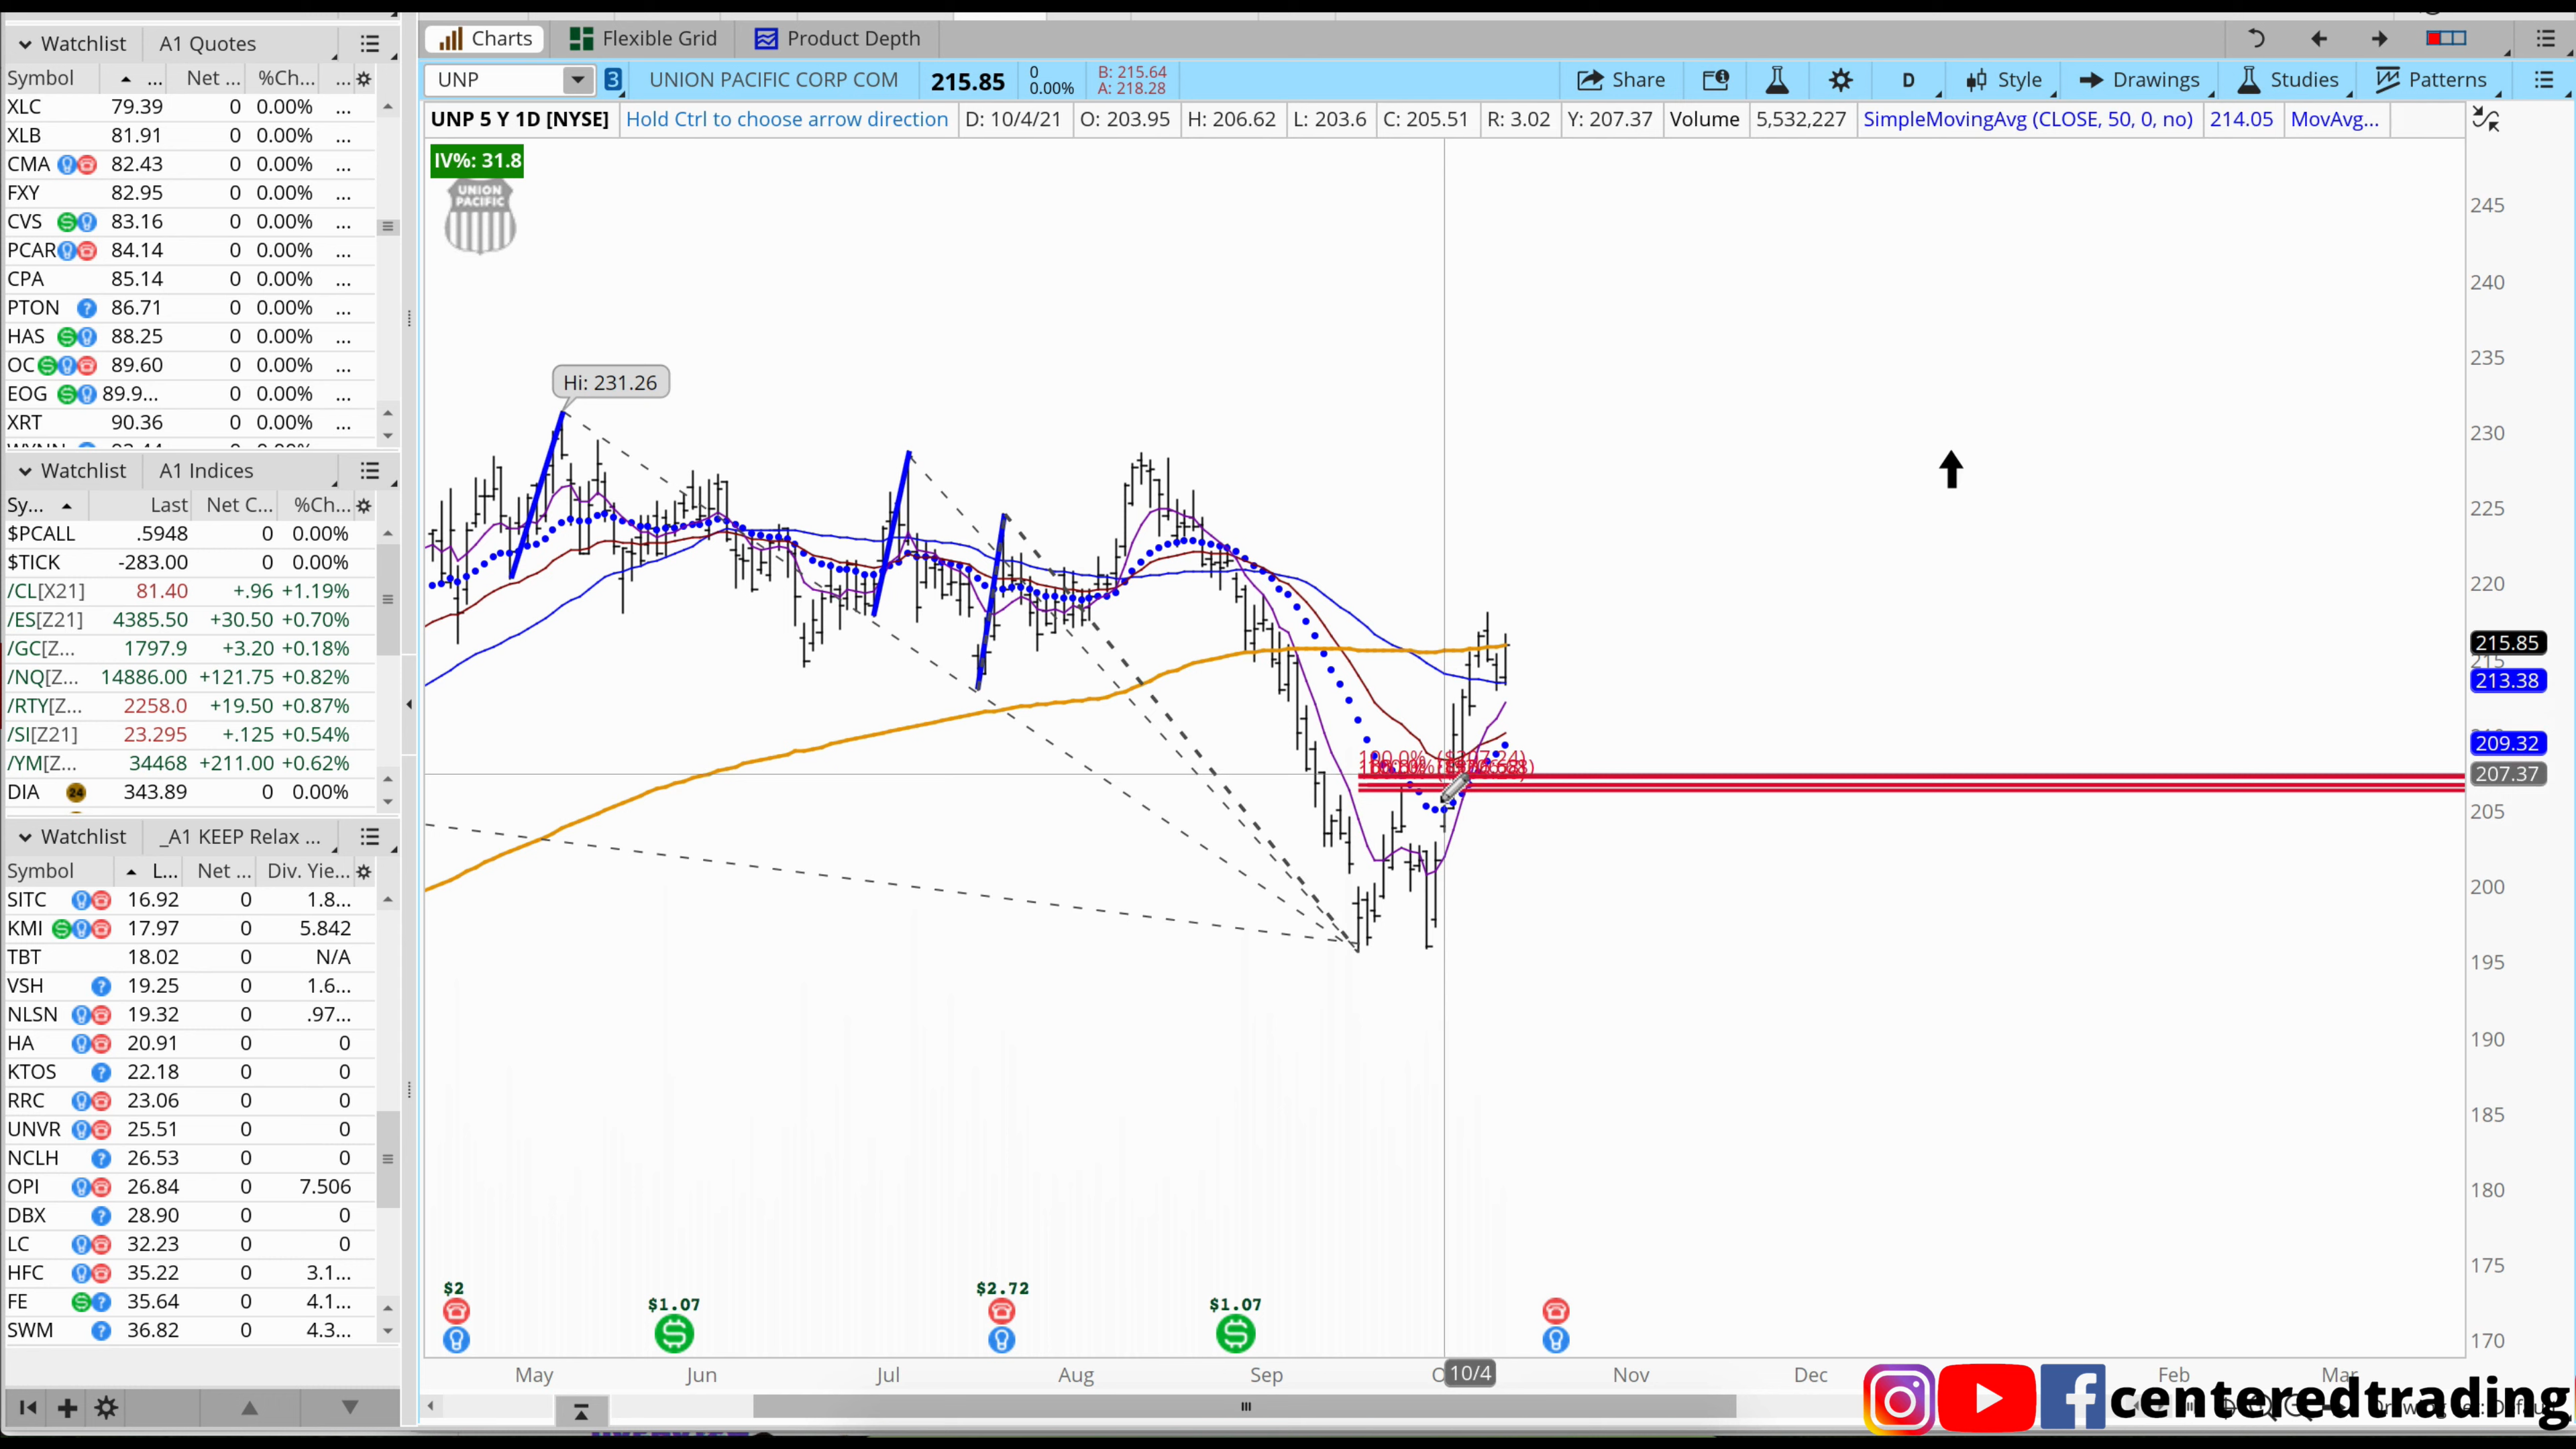 Watchlist A1 Quotes
Symbol ... Net ... %Ch... ...
XLC 79.39 0 0.00% ...
XLB 81.91 0 0.00% ...
CMA 82.43 0 0.00% ...
FXY 82.95 0 0.00% ...
CVS 83.16 0 0.00% ...
PCAR 84.14 0 0.00% ...
CPA 85.14 0 0.00% ...
PTON 86.71 0 0.00% ...
HAS 88.25 0 0.00% ...
OC 89.60 0 0.00% ...
EOG 89.9... 0 0.00% ...
XRT 90.36 0 0.00% ...
Watchlist A1 Indices
Sy... Last Net C... %Ch...
$PCALL .5948 0 0.00%
$TICK -283.00 0 0.00%
/CL[X21] 81.40 +.96 +1.19%
/ES[Z21] 4385.50 +30.50 +0.70%
/GC[Z... 1797.9 +3.20 +0.18%
/NQ[Z... 14886.00 +121.75 +0.82%
/RTY[Z... 2258.0 +19.50 +0.87%
/SI[Z21] 23.295 +.125 +0.54%
/YM[Z... 34468 +211.00 +0.62%
DIA 24 343.89 0 0.00%
Watchlist _A1 KEEP Relax ...
Symbol L... Net ... Div. Yie...
SITC 16.92 0 1.8...
KMI 17.97 0 5.842
TBT 18.02 0 N/A
VSH 19.25 0 1.6...
NLSN 19.32 0 .97...
HA 20.91 0 0
KTOS 22.18 0 0
RRC 23.06 0 0
UNVR 25.51 0 0
NCLH 26.53 0 0
OPI 26.84 0 7.506
DBX 28.90 0 0
LC 32.23 0 0
HFC 35.22 0 3.1...
FE 35.64 0 4.1...
SWM 36.82 0 4.3...
Charts Flexible Grid Product Depth
UNP 3 UNION PACIFIC CORP COM 215.85 0 0.00% B: 215.64 A: 218.28 Share D Style Drawings Studies Patterns
UNP 5 Y 1D [NYSE] Hold Ctrl to choose arrow direction D: 10/4/21 O: 203.95 H: 206.62 L: 203.6 C: 205.51 R: 3.02 Y: 207.37 Volume 5,532,227 SimpleMovingAvg (CLOSE, 50, 0, no) 214.05 MovAvg...
IV%: 31.8
UNION
PACIFIC
Hi: 231.26
245
240
235
230
225
220
215.85
215
213.38
209.32
207.37
205
200
195
190
185
180
175
170
$2 $1.07 $2.72 $1.07
May Jun Jul Aug Sep 10/4 Nov Dec Feb Mar
centeredtrading